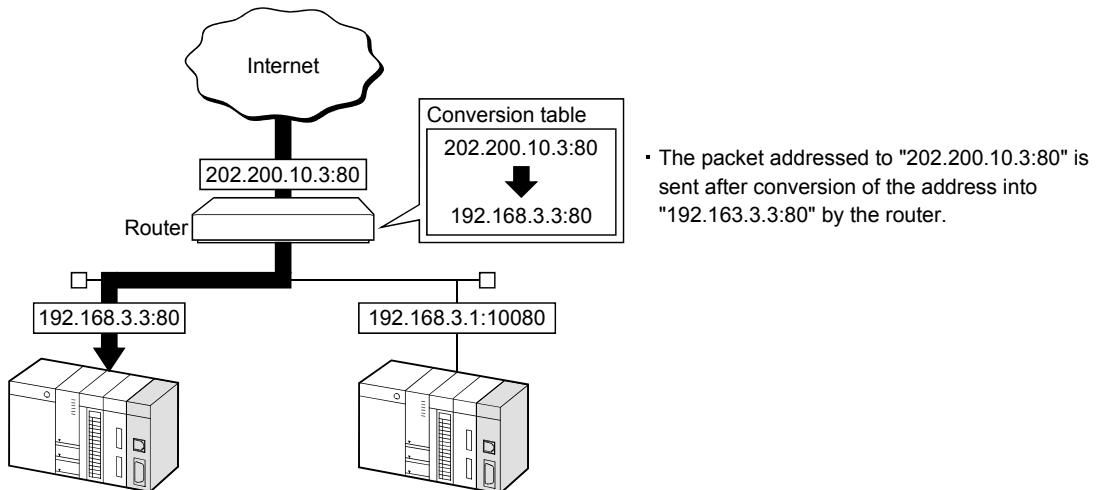 Internet
Conversion table
202.200.10.3:80
192.168.3.3:80
202.200.10.3:80
Router
· The packet addressed to "202.200.10.3:80" is
sent after conversion of the address into
"192.163.3.3:80" by the router.
192.168.3.3:80
192.168.3.1:10080